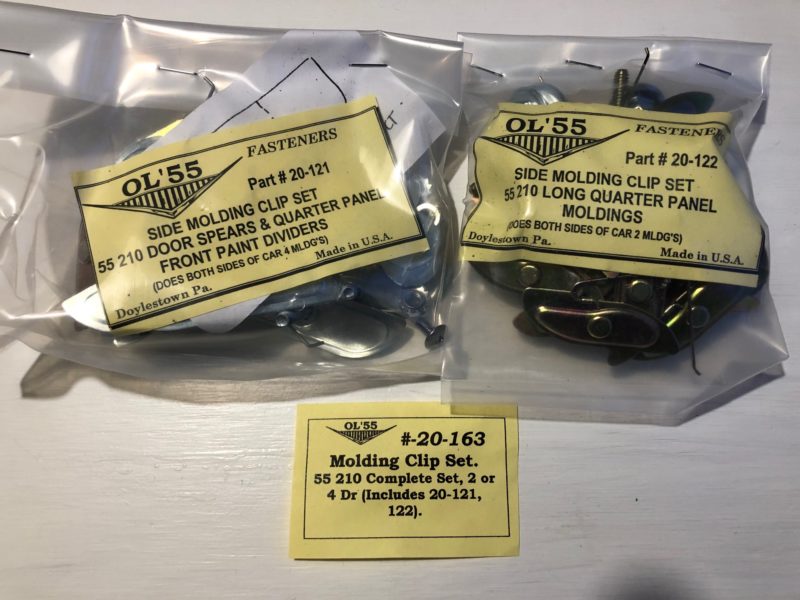 OL'55
FASTENERS
Part # 20-121
SIDE MOLDING CLIP SET
55 210 DOOR SPEARS & QUARTER PANEL
FRONT PAINT DIVIDERS
(DOES BOTH SIDES OF CAR 4 MLDG'S)
Doylestown Pa.
Made in U.S.A.
OL'55
FASTENERS
Part # 20-122
SIDE MOLDING CLIP SET
55 210 LONG QUARTER PANEL
MOLDINGS
(DOES BOTH SIDES OF CAR 2 MLDG'S)
Doylestown Pa.
Made in U.S.A.
OL'55
#-20-163
Molding Clip Set.
55 210 Complete Set, 2 or
4 Dr (Includes 20-121,
122).